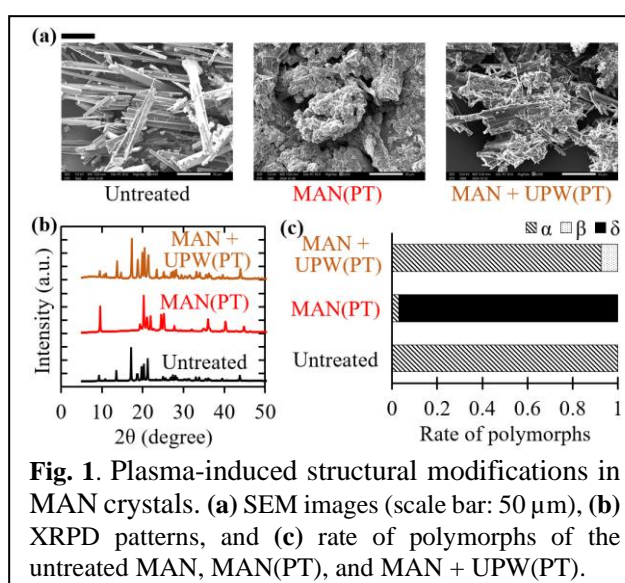 (a)
Untreated
MAN(PT)
MAN + UPW(PT)
(b)
Intensity (a.u.)
MAN +
UPW(PT)
MAN(PT)
Untreated
0 10 20 30 40 50
2θ (degree)
(c)
α β δ
MAN +
UPW(PT)
MAN(PT)
Untreated
0 0.2 0.4 0.6 0.8 1
Rate of polymorphs
Fig. 1. Plasma-induced structural modifications in
MAN crystals. (a) SEM images (scale bar: 50 µm), (b)
XRPD patterns, and (c) rate of polymorphs of the
untreated MAN, MAN(PT), and MAN + UPW(PT).